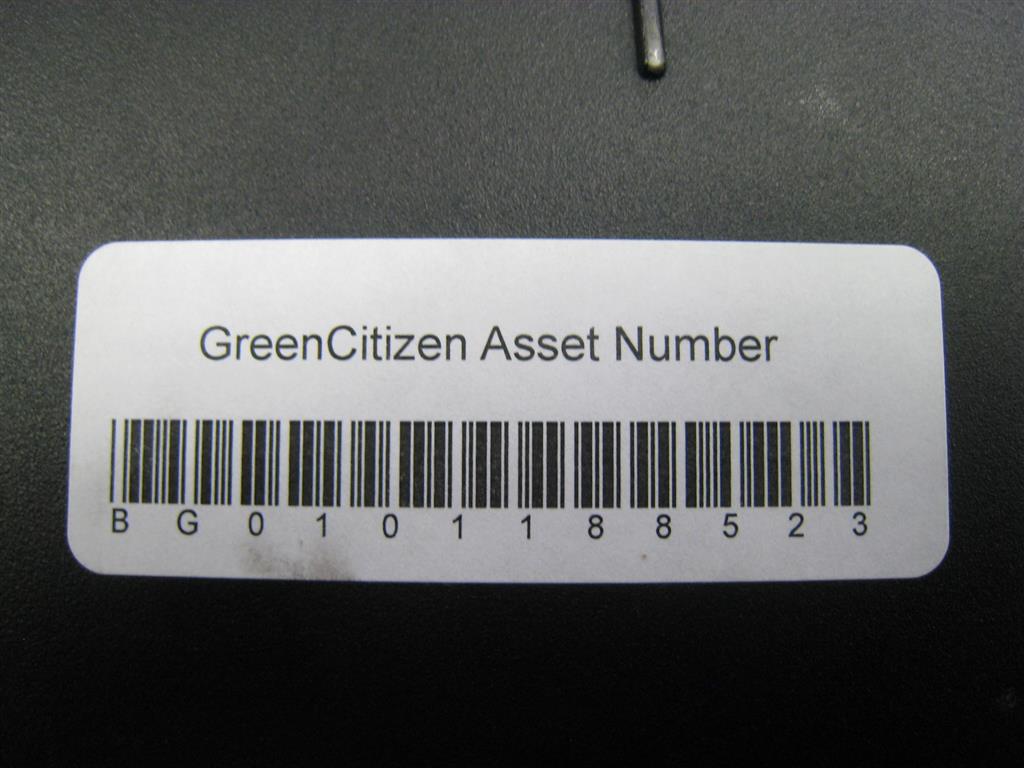 GreenCitizen Asset Number
B G 0 1 0 1 1 8 8 5 2 3